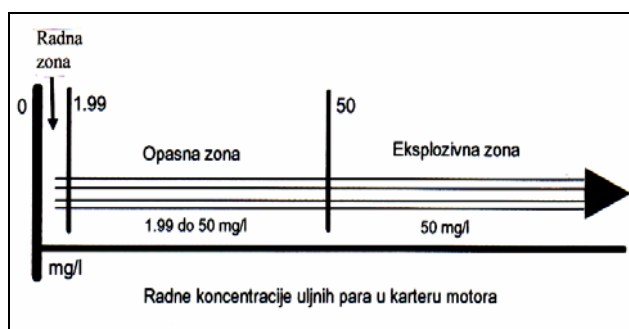 Radna
zona
0
1.99
50
Opasna zona
Eksplozivna zona
1.99 do 50 mg/l
50 mg/l
mg/l
Radne koncentracije uljnih para u karteru motora